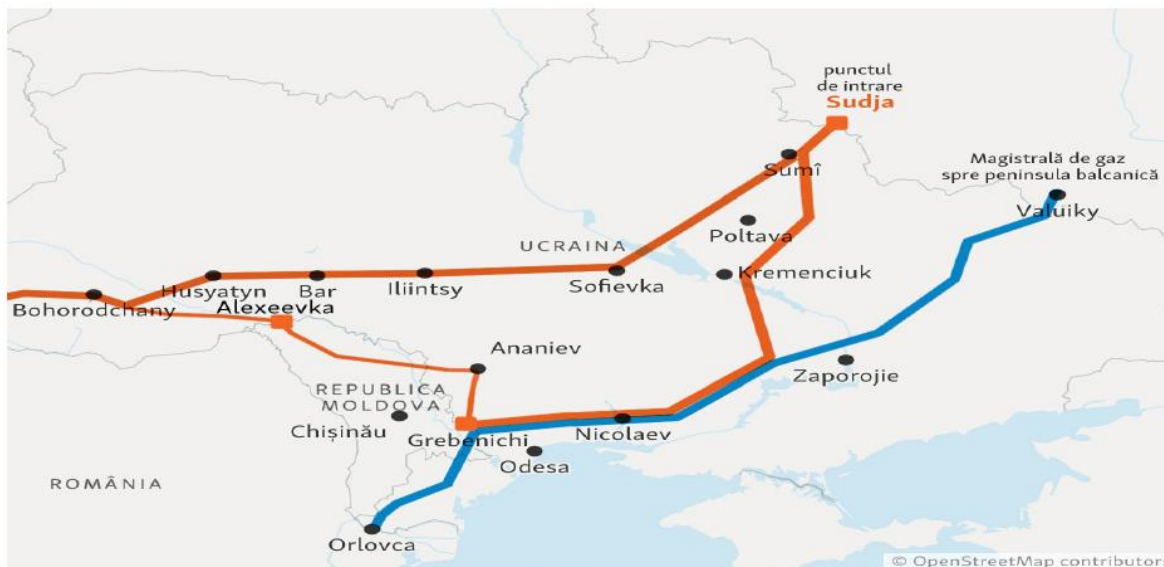 punctul
de intrare
Sudja
Sumî
Magistrală de gaz
spre peninsula balcanică
Valuiky
Poltava
UCRAINA
Kremenciuk
Sofievka
Husyatyn
Bar
Iliintsy
Bohorodchany
Alexeevka
Ananiev
Zaporojie
REPUBLICA
MOLDOVA
Chișinău
Grebenichi
Nicolaev
Odesa
ROMÂNIA
Orlovca
© OpenStreetMap contributor